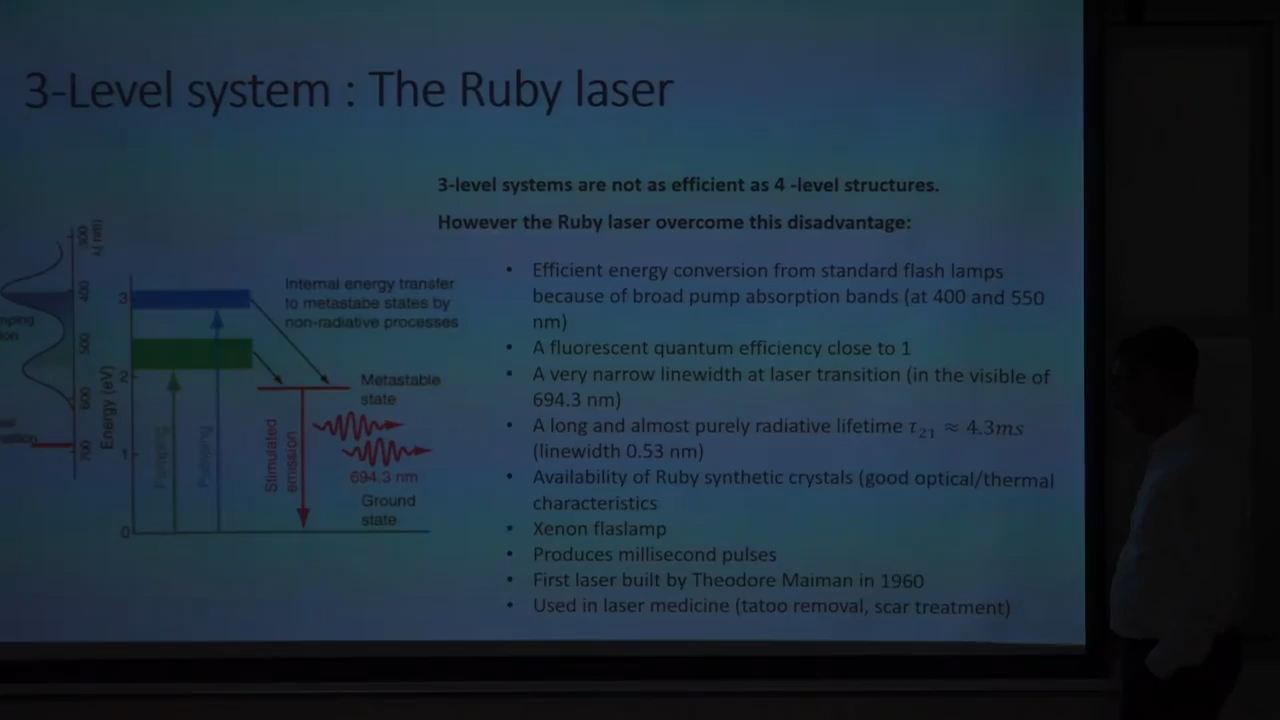 3-Level system : The Ruby laser
3-level systems are not as efficient as 4 -level structures.
However the Ruby laser overcome this disadvantage:
• Efficient energy conversion from standard flash lamps
because of broad pump absorption bands (at 400 and 550
nm)
• A fluorescent quantum efficiency close to 1
• A very narrow linewidth at laser transition (in the visible of
694.3 nm)
• A long and almost purely radiative lifetime τ₂₁ ≈ 4.3ms
(linewidth 0.53 nm)
• Availability of Ruby synthetic crystals (good optical/thermal
characteristics
• Xenon flaslamp
• Produces millisecond pulses
• First laser built by Theodore Maiman in 1960
• Used in laser medicine (tatoo removal, scar treatment)
300
400
500
600
700
λ( nm)
Energy (eV)
3
2
1
0
Pumping
Pumping
Internal energy transfer
to metastabe states by
non-radiative processes
Metastable
state
Stimulated
emission
694.3 nm
Ground
state